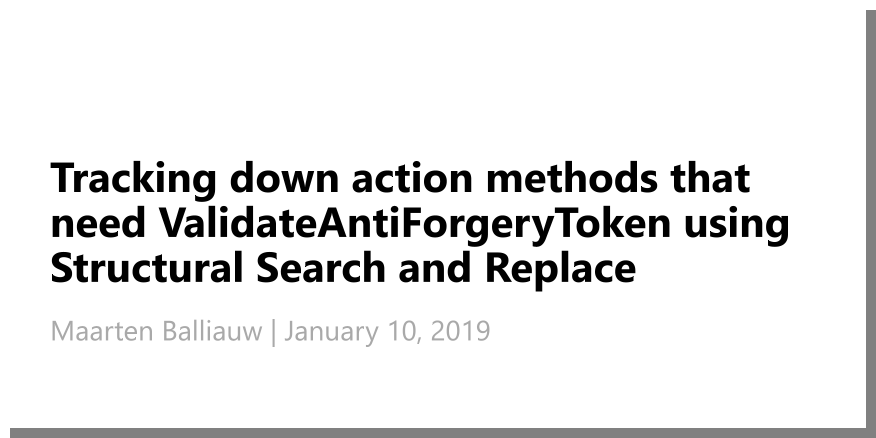 Tracking down action methods that
need ValidateAntiForgeryToken using
Structural Search and Replace
Maarten Balliauw | January 10, 2019